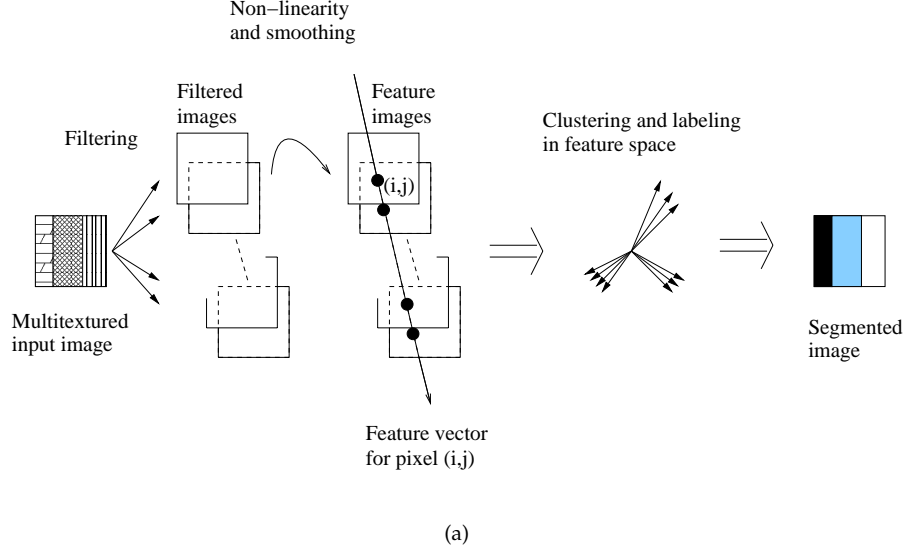 Non−linearity
and smoothing
Filtered
images
Feature
images
Filtering
Clustering and labeling
in feature space
(i,j)
Multitextured
input image
Segmented
image
Feature vector
for pixel (i,j)
(a)